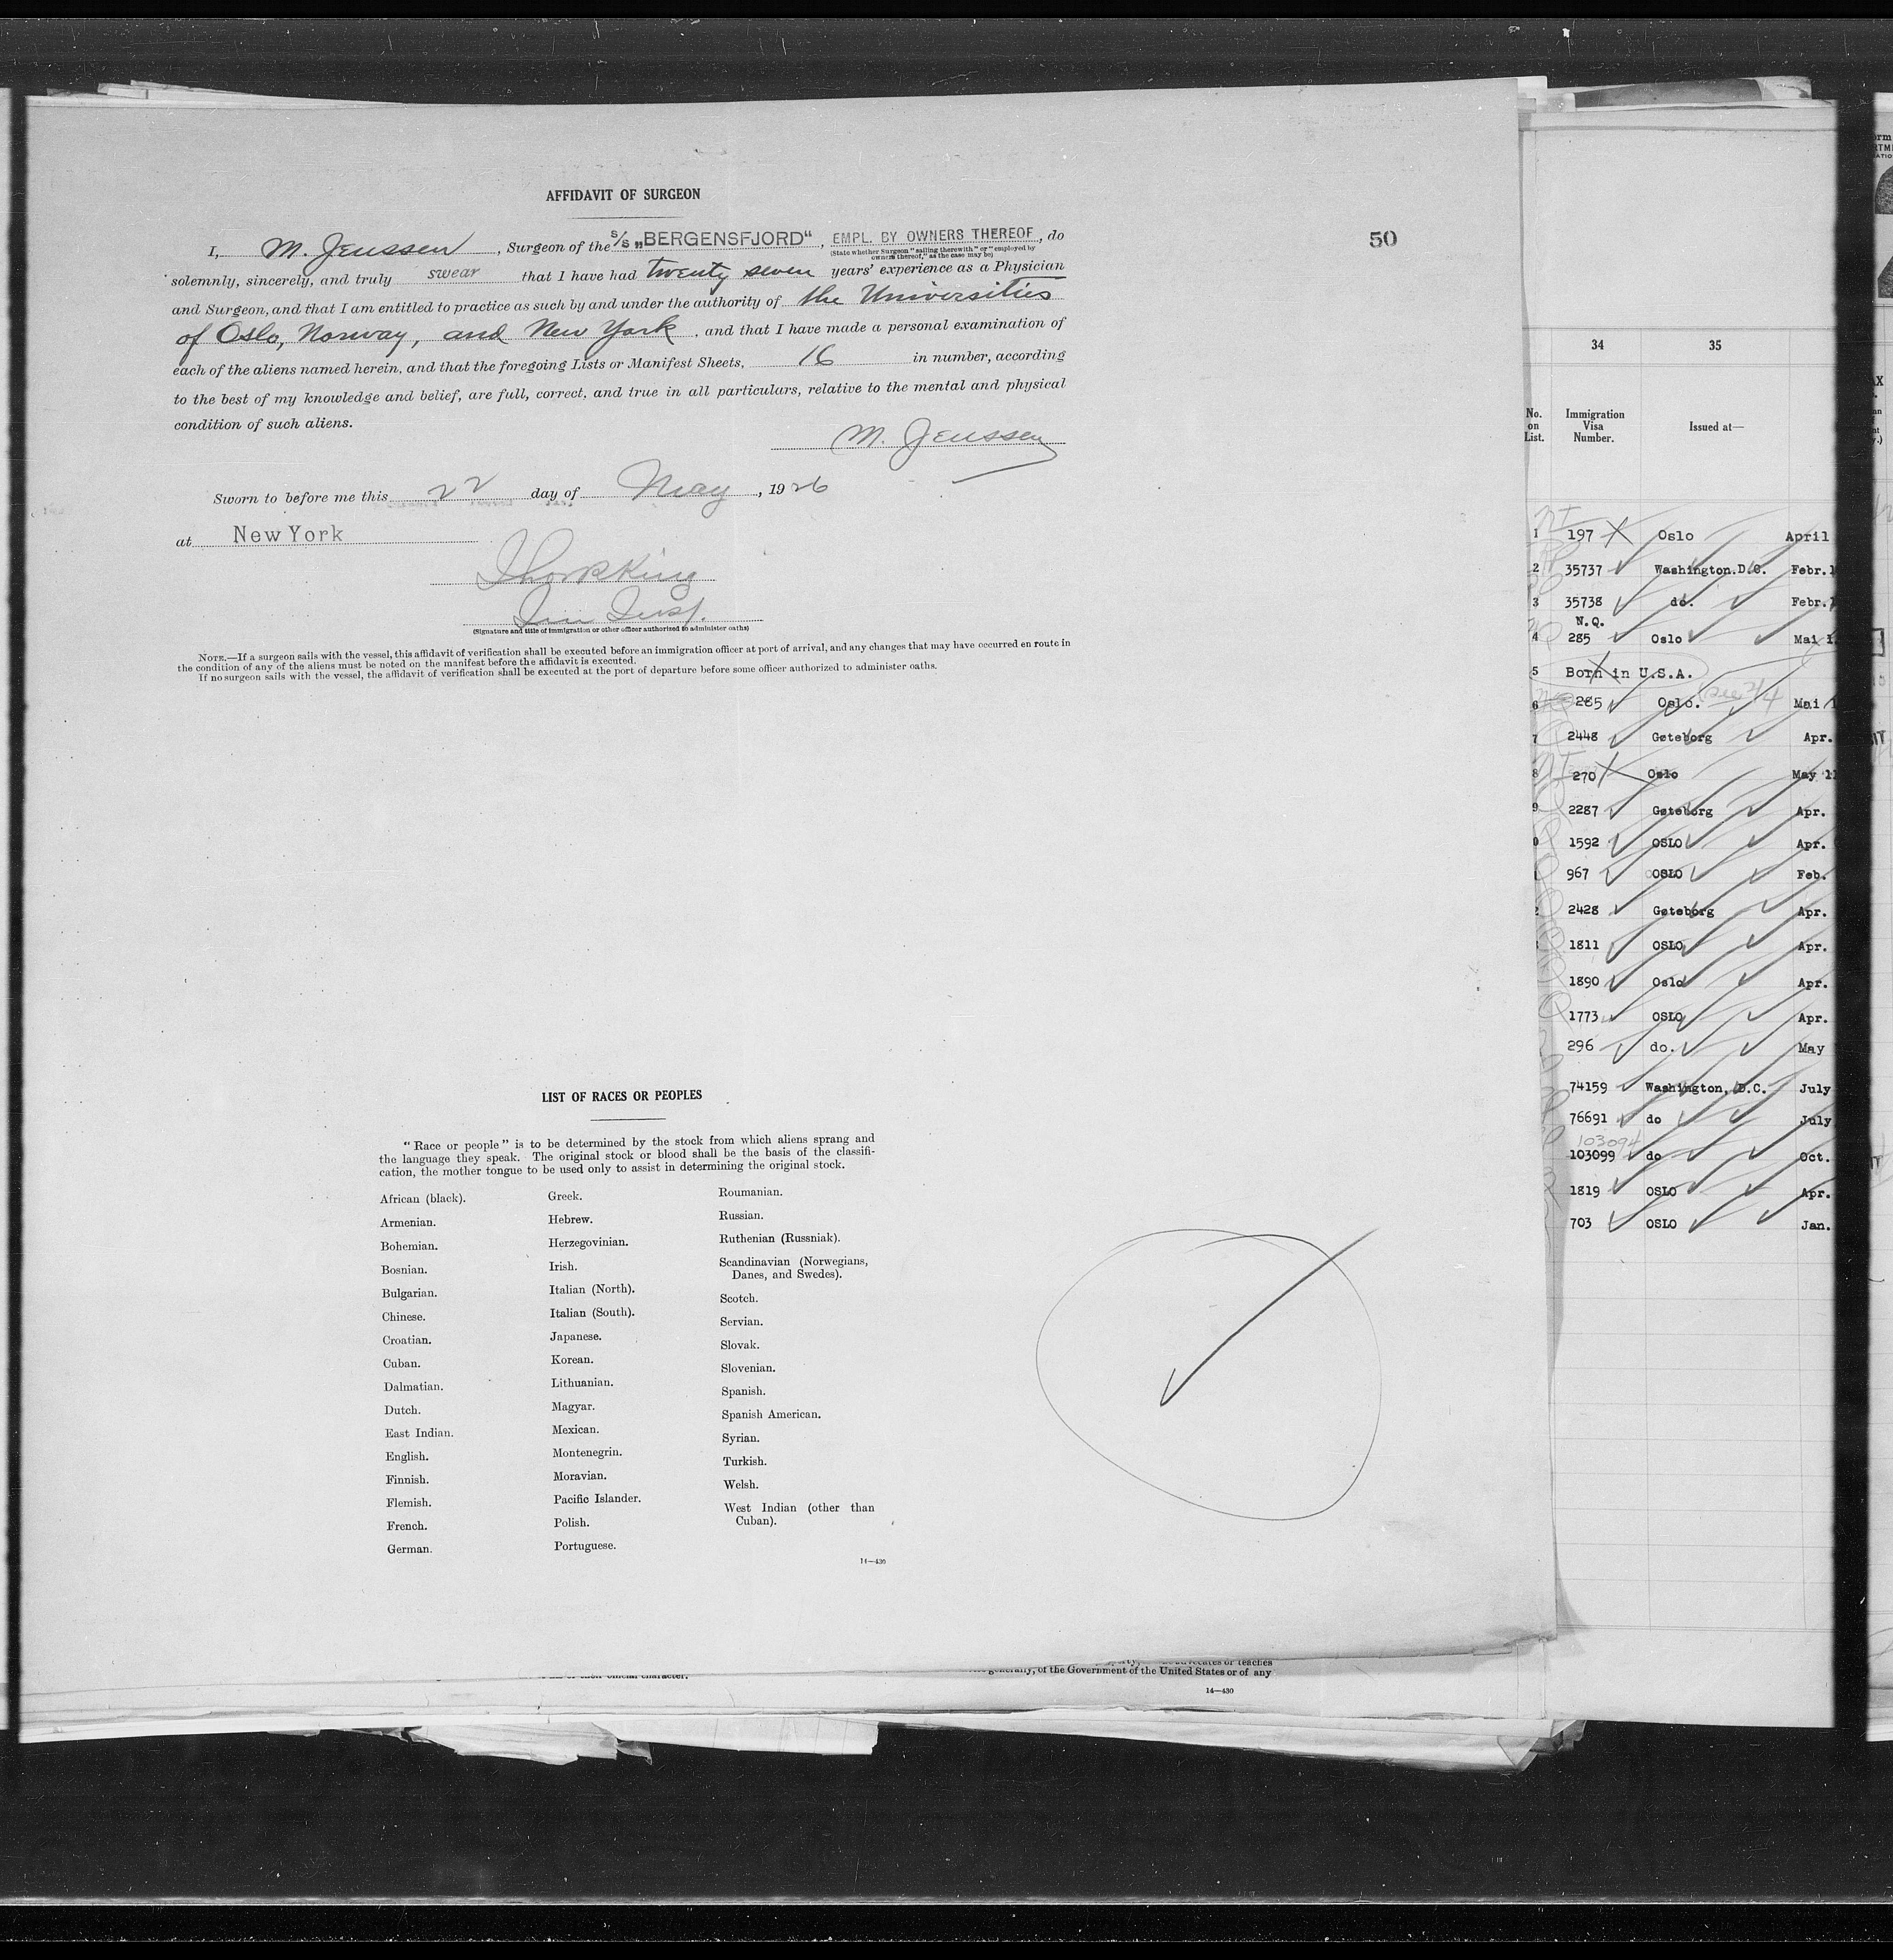 AFFIDAVIT OF SURGEON
50
I, M. Jenssen, Surgeon of the S/S „BERGENSFJORD“, EMPL. BY OWNERS THEREOF, do
(State whether Surgeon "sailing therewith" or "employed by
owners thereof," as the case may be)
solemnly, sincerely, and truly swear that I have had twenty seven years' experience as a Physician
and Surgeon, and that I am entitled to practice as such by and under the authority of the Universities
of Oslo, Norway, and New York, and that I have made a personal examination of
each of the aliens named herein, and that the foregoing Lists or Manifest Sheets, 16 in number, according
to the best of my knowledge and belief, are full, correct, and true in all particulars, relative to the mental and physical
condition of such aliens.
M. Jenssen
Sworn to before me this 22 day of May, 1926
at New York
(Signature and title of immigration or other officer authorized to administer oaths)
NOTE.—If a surgeon sails with the vessel, this affidavit of verification shall be executed before an immigration officer at port of arrival, and any changes that may have occurred en route in
the condition of any of the aliens must be noted on the manifest before the affidavit is executed.
If no surgeon sails with the vessel, the affidavit of verification shall be executed at the port of departure before some officer authorized to administer oaths.
LIST OF RACES OR PEOPLES
"Race or people" is to be determined by the stock from which aliens sprang and
the language they speak. The original stock or blood shall be the basis of the classifi-
cation, the mother tongue to be used only to assist in determining the original stock.
African (black).
Armenian.
Bohemian.
Bosnian.
Bulgarian.
Chinese.
Croatian.
Cuban.
Dalmatian.
Dutch.
East Indian.
English.
Finnish.
Flemish.
French.
German.
Greek.
Hebrew.
Herzegovinian.
Irish.
Italian (North).
Italian (South).
Japanese.
Korean.
Lithuanian.
Magyar.
Mexican.
Montenegrin.
Moravian.
Pacific Islander.
Polish.
Portuguese.
Roumanian.
Russian.
Ruthenian (Russniak).
Scandinavian (Norwegians,
Danes, and Swedes).
Scotch.
Servian.
Slovak.
Slovenian.
Spanish.
Spanish American.
Syrian.
Turkish.
Welsh.
West Indian (other than
Cuban).
14—430
official character.
generally, of the Government of the United States or of any
14—430
34 35
No.
on
List.
Immigration
Visa
Number.
Issued at—
1 197 Oslo April
2 35737 Washington.D.C. Febr.
3 35738 do. Febr.
N.Q.
4 285 Oslo Mai
5 Born in U.S.A.
6 285 Oslo. Mai
7 2448 Gøteborg Apr.
8 270 Oslo May
9 2287 Gøteborg Apr.
0 1592 OSLO Apr.
967 OSLO Feb.
2428 Gøteborg Apr.
1811 OSLO Apr.
1890 Oslo Apr.
1773 OSLO Apr.
296 do. May
74159 Washington, D.C. July
76691 do July
103094
103099 do Oct.
1819 OSLO Apr.
703 OSLO Jan.